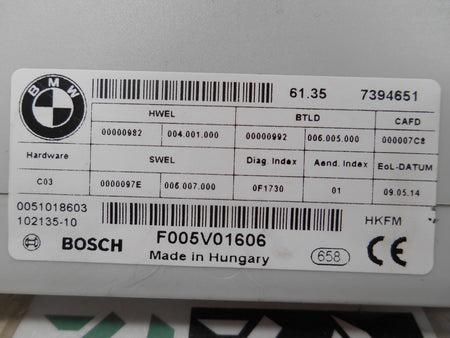 BMW
61.35 7394651
HWEL BTLD CAFD
00000982 004.001.000 00000992 006.005.000 000007C8
Hardware SWEL Diag. Index Aend. Index EoL-DATUM
C03 0000097E 006.007.000 0F1730 01 09.05.14
0051018603
102135-10 HKFM
BOSCH F005V01606 658 CE
Made in Hungary